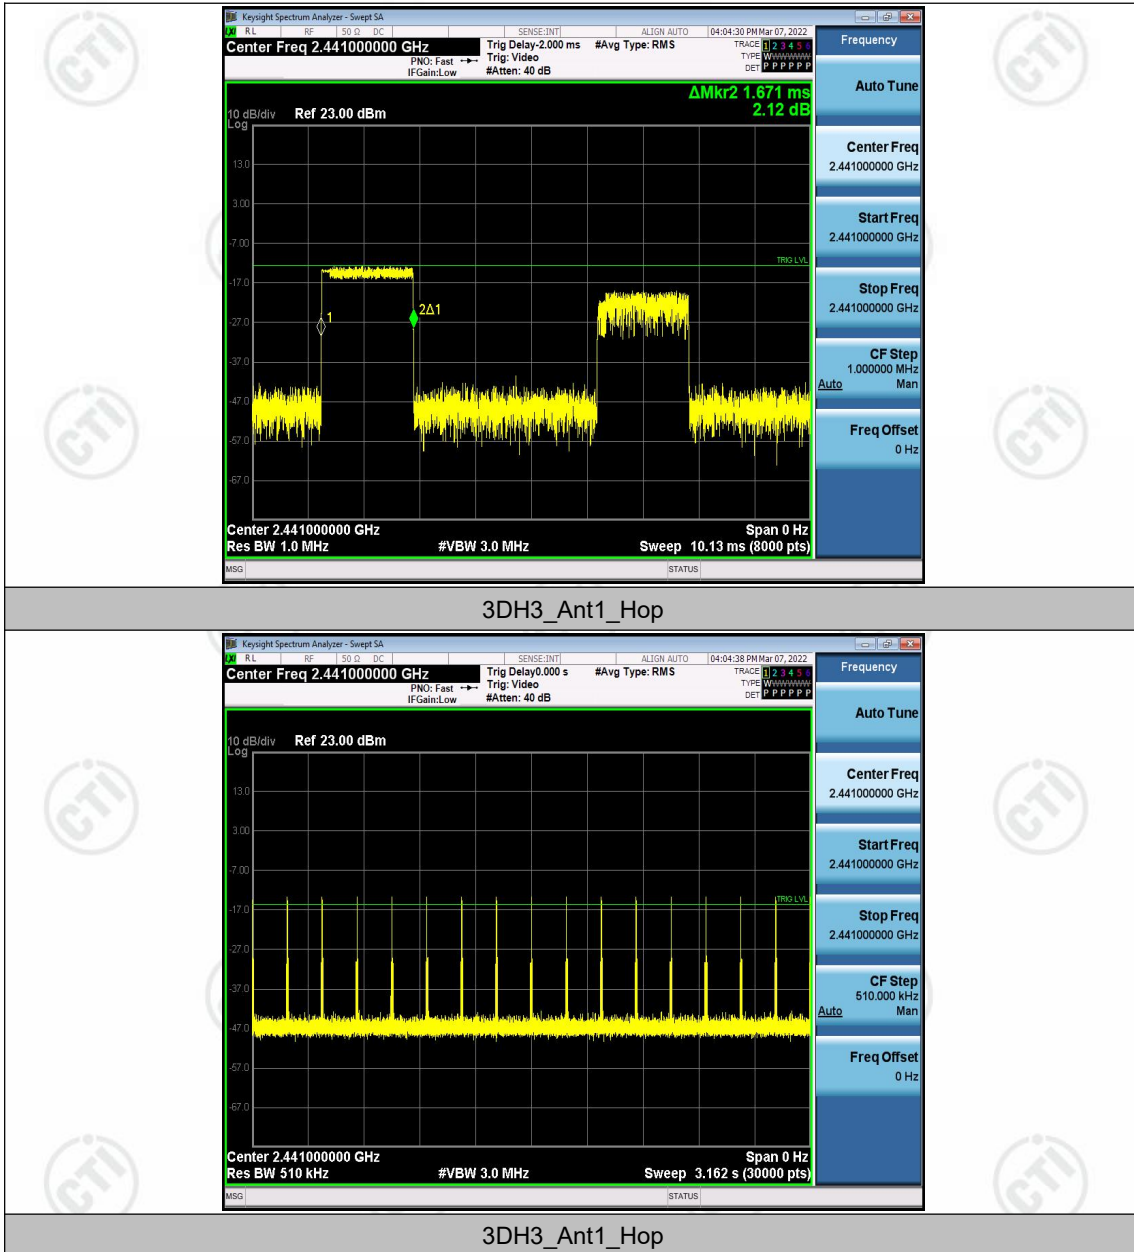 Keysight Spectrum Analyzer - Swept SA
LXI RL RF 50 Ω DC SENSE:INT ALIGN AUTO 04:04:30 PM Mar 07, 2022
Center Freq 2.441000000 GHz
PNO: Fast
IFGain:Low
Trig Delay-2.000 ms
Trig: Video
#Atten: 40 dB
#Avg Type: RMS
TRACE 1 2 3 4 5 6
TYPE WWWWWW
DET P P P P P P
ΔMkr2 1.671 ms
2.12 dB
10 dB/div Ref 23.00 dBm
Log
13.0
3.00
-7.00
TRIG LVL
-17.0
2Δ1
1
-27.0
-37.0
-47.0
-57.0
-67.0
Center 2.441000000 GHz Span 0 Hz
Res BW 1.0 MHz #VBW 3.0 MHz Sweep 10.13 ms (8000 pts)
MSG STATUS
Frequency
Auto Tune
Center Freq
2.441000000 GHz
Start Freq
2.441000000 GHz
Stop Freq
2.441000000 GHz
CF Step
1.000000 MHz
Auto Man
Freq Offset
0 Hz
3DH3_Ant1_Hop
Keysight Spectrum Analyzer - Swept SA
LXI RL RF 50 Ω DC SENSE:INT ALIGN AUTO 04:04:38 PM Mar 07, 2022
Center Freq 2.441000000 GHz
PNO: Fast
IFGain:Low
Trig Delay0.000 s
Trig: Video
#Atten: 40 dB
#Avg Type: RMS
TRACE 1 2 3 4 5 6
TYPE WWWWWW
DET P P P P P P
10 dB/div Ref 23.00 dBm
Log
13.0
3.00
-7.00
TRIG LVL
-17.0
-27.0
-37.0
-47.0
-57.0
-67.0
Center 2.441000000 GHz Span 0 Hz
Res BW 510 kHz #VBW 3.0 MHz Sweep 3.162 s (30000 pts)
MSG STATUS
Frequency
Auto Tune
Center Freq
2.441000000 GHz
Start Freq
2.441000000 GHz
Stop Freq
2.441000000 GHz
CF Step
510.000 kHz
Auto Man
Freq Offset
0 Hz
3DH3_Ant1_Hop
CTI
CTI
CTI
CTI
CTI
CTI
CTI
CTI